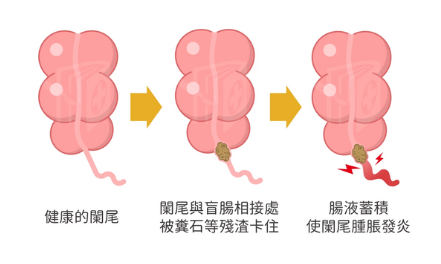 健康的闌尾
闌尾與盲腸相接處
被糞石等殘渣卡住
腸液蓄積
使闌尾腫脹發炎